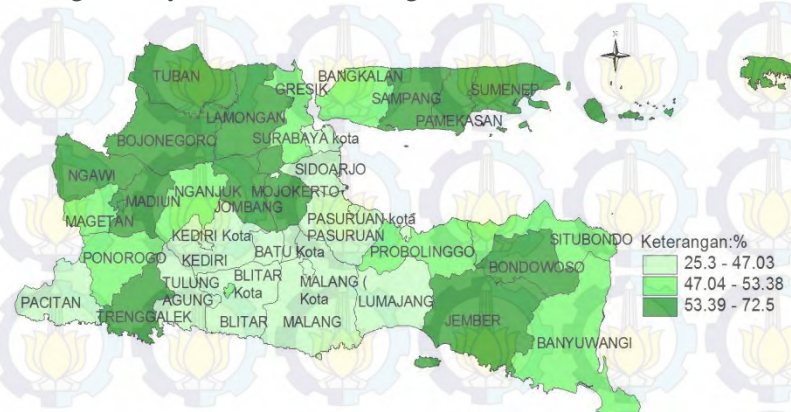 TUBAN
BANGKALAN
GRESIK
SAMPANG
SUMENEP
LAMONGAN
PAMEKASAN
BOJONEGORO
SURABAYA kota
SIDOARJO
NGAWI
NGANJUK
MOJOKERTO
MADIUN
JOMBANG
MAGETAN
PASURUAN kota
KEDIRI Kota
PASURUAN
SITUBONDO
Keterangan:%
PONOROGO
KEDIRI
BATU Kota
PROBOLINGGO
25.3 - 47.03
BONDOWOSO
47.04 - 53.38
TULUNG
AGUNG
BLITAR
Kota
MALANG (
Kota
LUMAJANG
53.39 - 72.5
PACITAN
TRENGGALEK
BLITAR
MALANG
JEMBER
BANYUWANGI